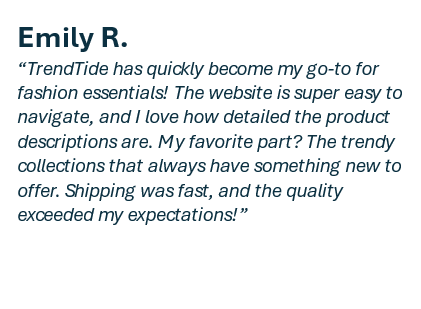 Emily R.
“TrendTide has quickly become my go-to for
fashion essentials! The website is super easy to
navigate, and I love how detailed the product
descriptions are. My favorite part? The trendy
collections that always have something new to
offer. Shipping was fast, and the quality
exceeded my expectations!”